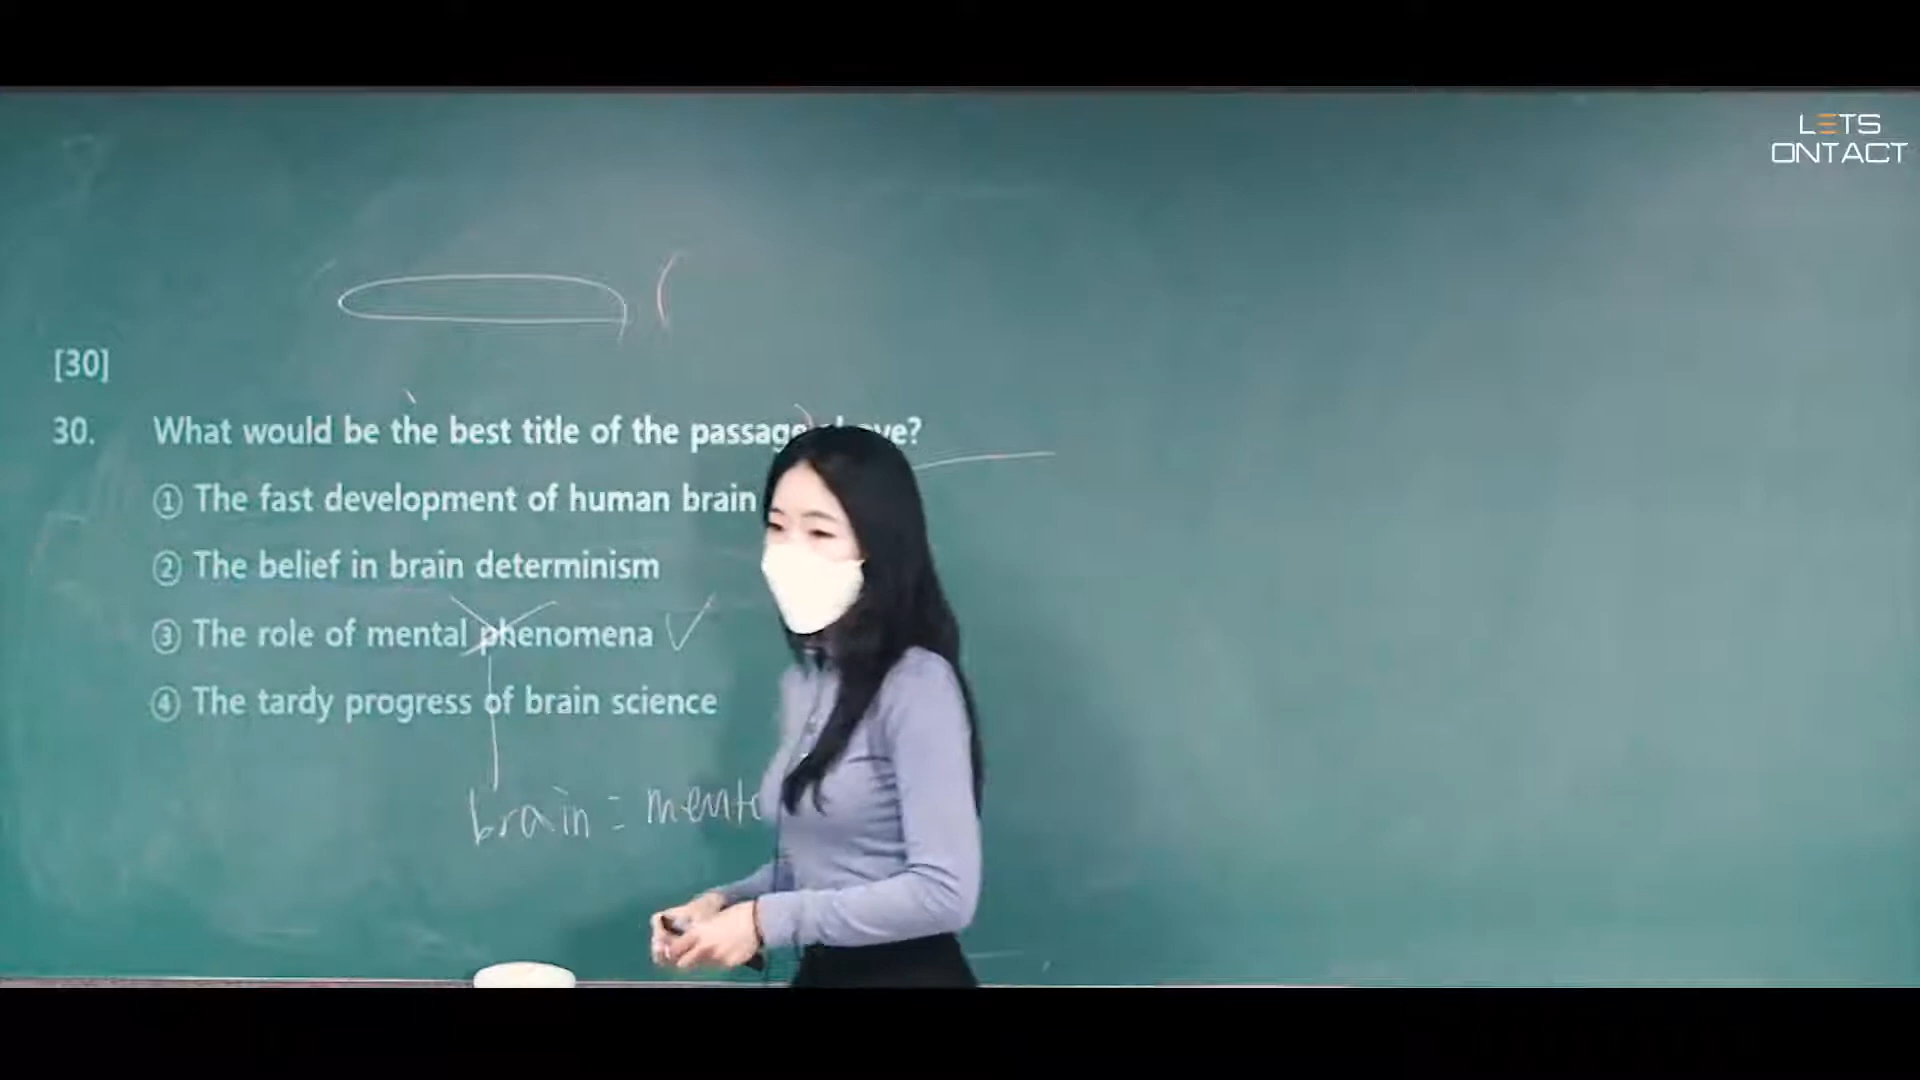 LETS
ONTACT
[30]
30. What would be the best title of the passage
① The fast development of human brain
② The belief in brain determinism
③ The role of mental phenomena
④ The tardy progress of brain science
brain =